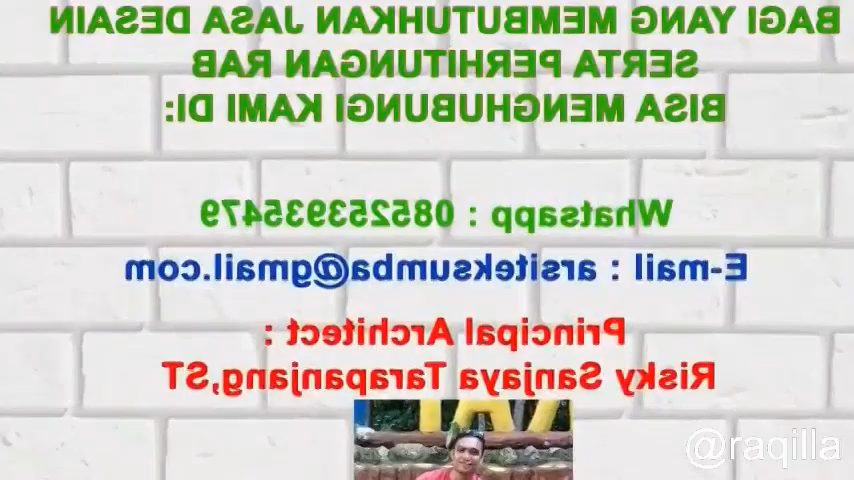 BAGI YANG MEMBUTUHKAN JASA DESAIN
SERTA PERHITUNGAN RAB
BISA MENGHUBUNGI KAMI DI:
Whatsapp : 085253935479
E-mail : arsiteksumba@gmail.com
Principal Architect :
Risky Sanjaya Tarapanjang,ST
@raqilla